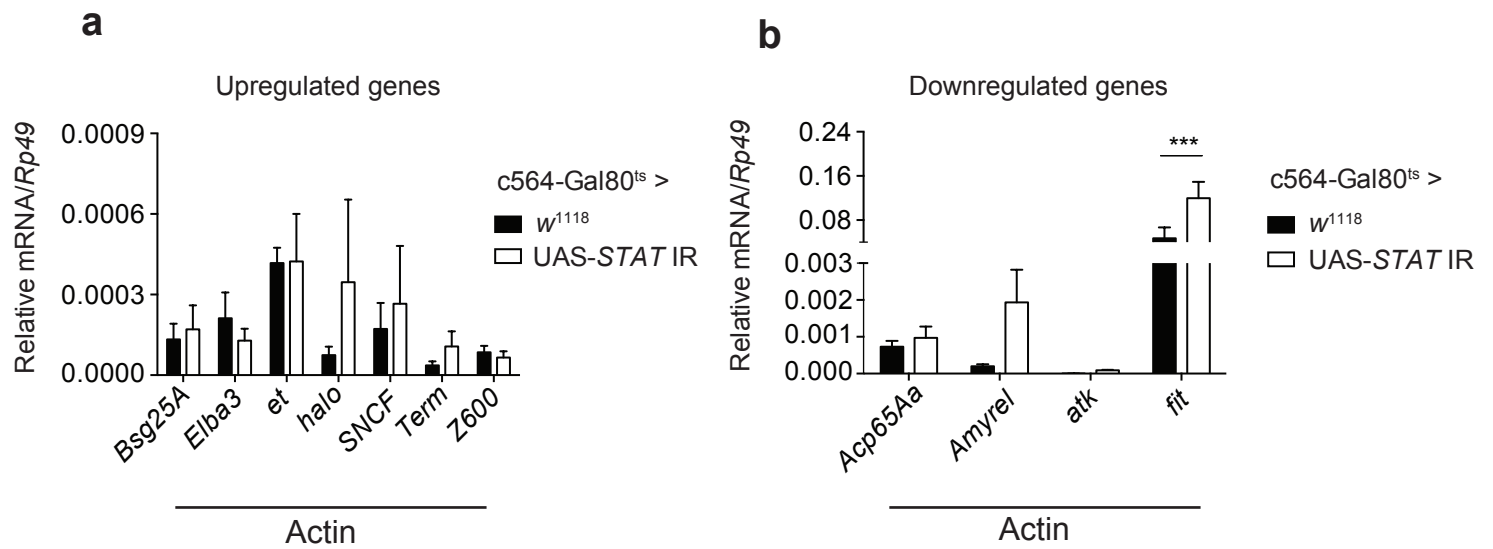 a
Upregulated genes
Relative mRNA/Rp49
0.0009
0.0006
0.0003
0.0000
Bsg25A
Elba3
et
halo
SNCF
Term
Z600
Actin
c564-Gal80ts >
w1118
UAS-STAT IR
b
Downregulated genes
Relative mRNA/Rp49
0.24
0.16
0.08
0.003
0.002
0.001
0.000
***
Acp65Aa
Amyrel
atk
fit
Actin
c564-Gal80ts >
w1118
UAS-STAT IR